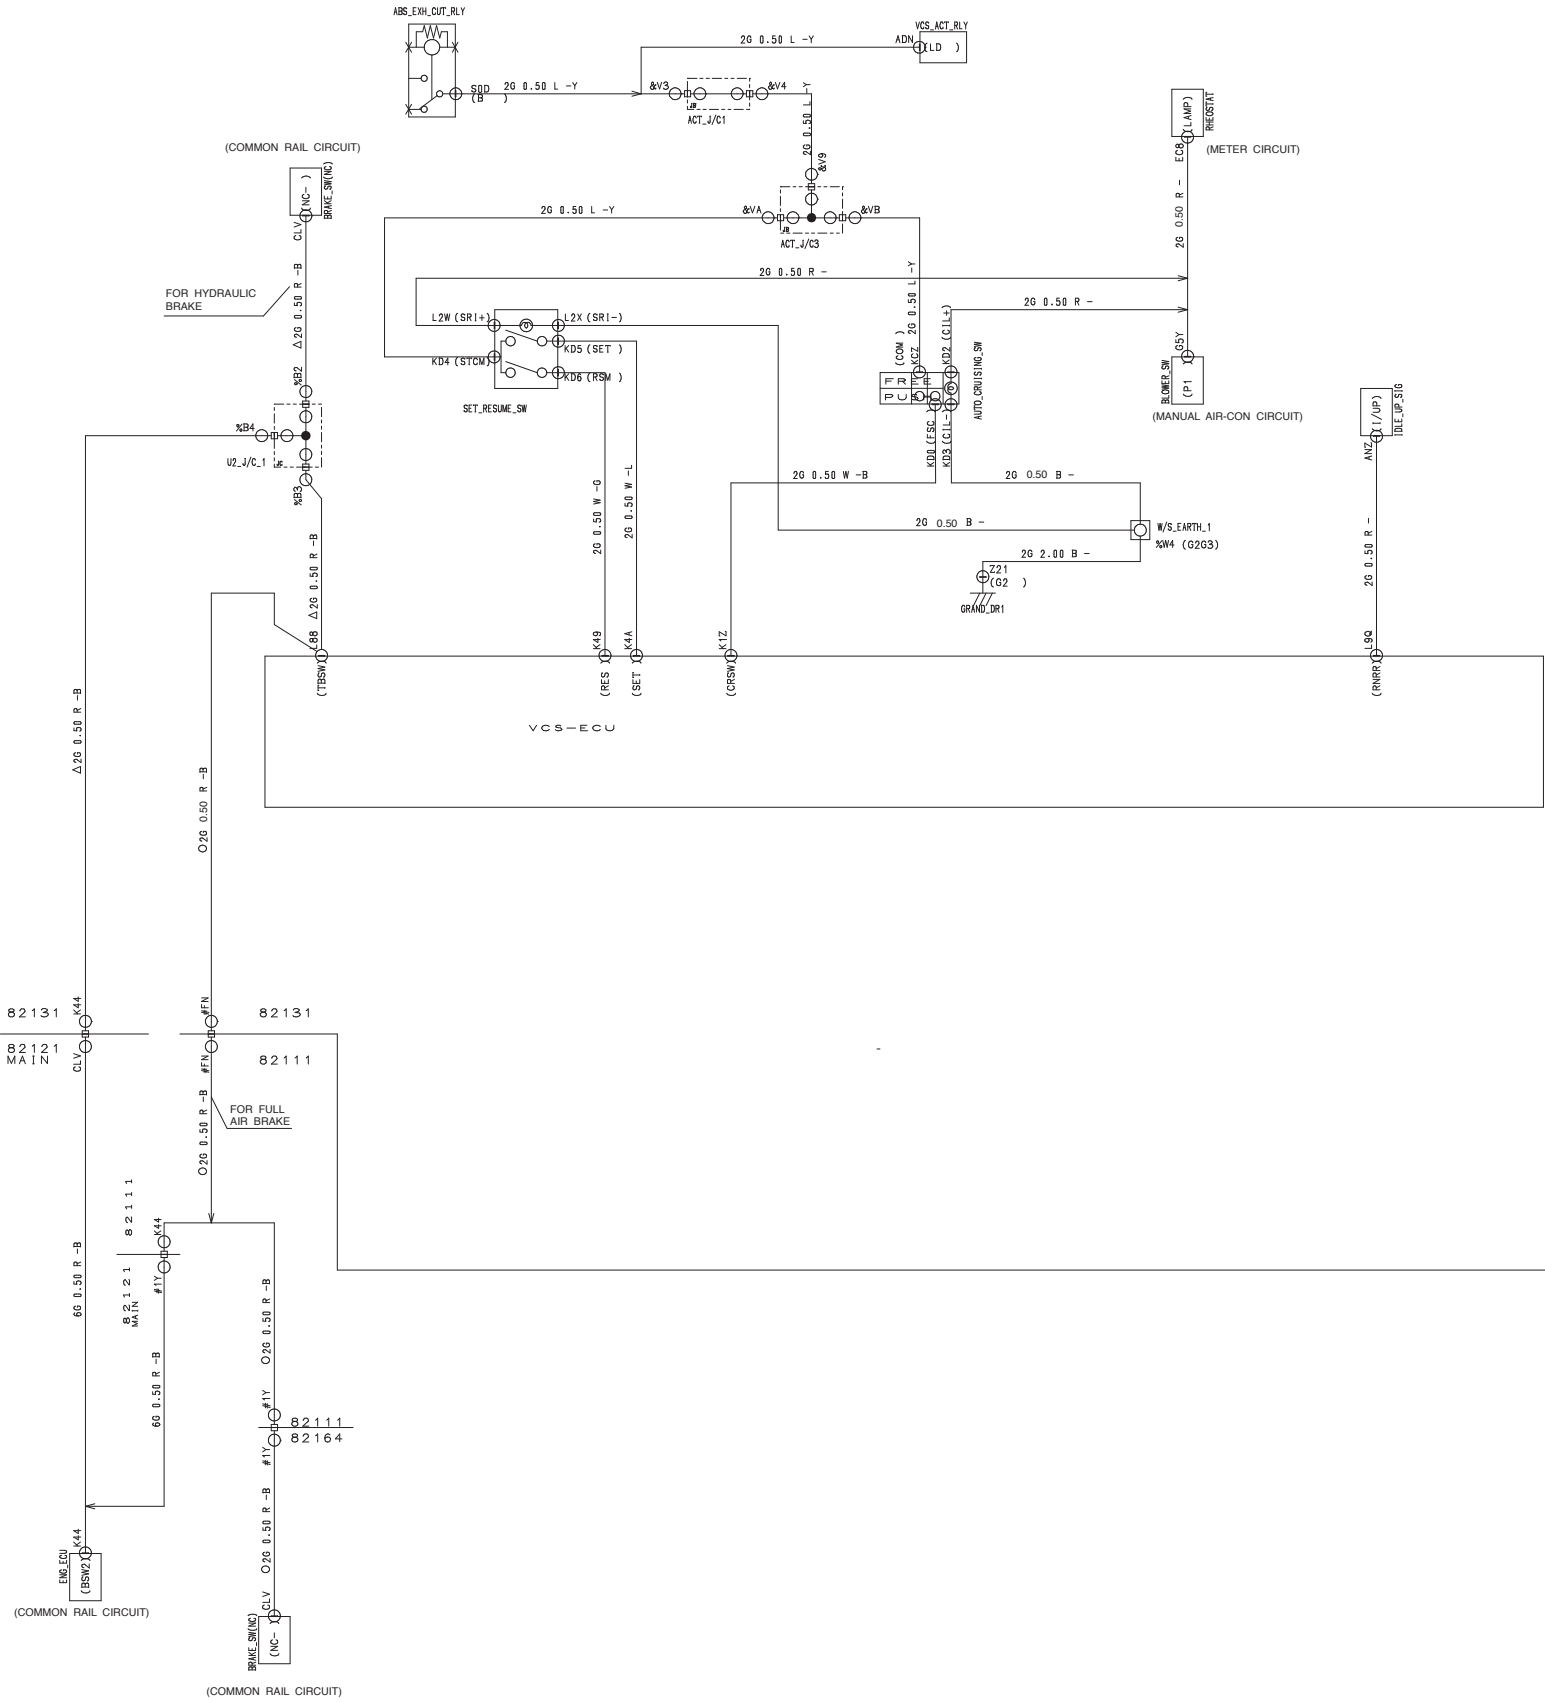 ABS_EXH_CUT_RLY
VCS_ACT_RLY
2G 0.50 L -Y
ADN
(LD )
SOD
(B )
2G 0.50 L -Y
&V3
&V4
JB
ACT_J/C1
2G 0.50 L -Y
RHEOSTAT
(LAMP)
EC8
(METER CIRCUIT)
(COMMON RAIL CIRCUIT)
BRAKE_SW(NC)
(NC- )
CLV
&V9
2G 0.50 L -Y
&VA
&VB
JB
ACT_J/C3
2G 0.50 R -
2G 0.50 R -
FOR HYDRAULIC
BRAKE
△2G 0.50 R -B
2G 0.50 L -Y
2G 0.50 R -
L2W (SRI+)
L2X (SRI-)
KD5 (SET )
KD4 (STCM)
KD6 (RSM )
SET_RESUME_SW
(COM )
KCZ
KD2 (CIL+)
AUTO_CRUISING_SW
FREE
PUSH
KD0 (FSC )
KD3 (CIL-)
G5Y
BLOWER_SW
(P1 )
(MANUAL AIR-CON CIRCUIT)
IDLE_UP_SIG
(I/UP)
ANZ
%B2
%B4
U2_J/C_1
JC
%B3
2G 0.50 W -B
2G 0.50 B -
2G 0.50 W -G
2G 0.50 W -L
2G 0.50 B -
W/S_EARTH_1
%W4 (G2G3)
2G 2.00 B -
Z21
(G2 )
GRAND_DR1
2G 0.50 R -
△2G 0.50 R -B
L88
K49
K4A
K1Z
L9Q
(TBSW)
(RES )
(SET )
(CRSW)
(RNRR)
VCS-ECU
△2G 0.50 R -B
○2G 0.50 R -B
82131
K44
#FN
82131
82121
MAIN
CLV
#FN
82111
-
FOR FULL
AIR BRAKE
○2G 0.50 R -B
82111
K44
82121
MAIN
#1Y
6G 0.50 R -B
6G 0.50 R -B
○2G 0.50 R -B
#1Y
82111
82164
#1Y
○2G 0.50 R -B
K44
ENG_ECU
(BSW2)
(COMMON RAIL CIRCUIT)
CLV
BRAKE_SW(NC)
(NC-
(COMMON RAIL CIRCUIT)